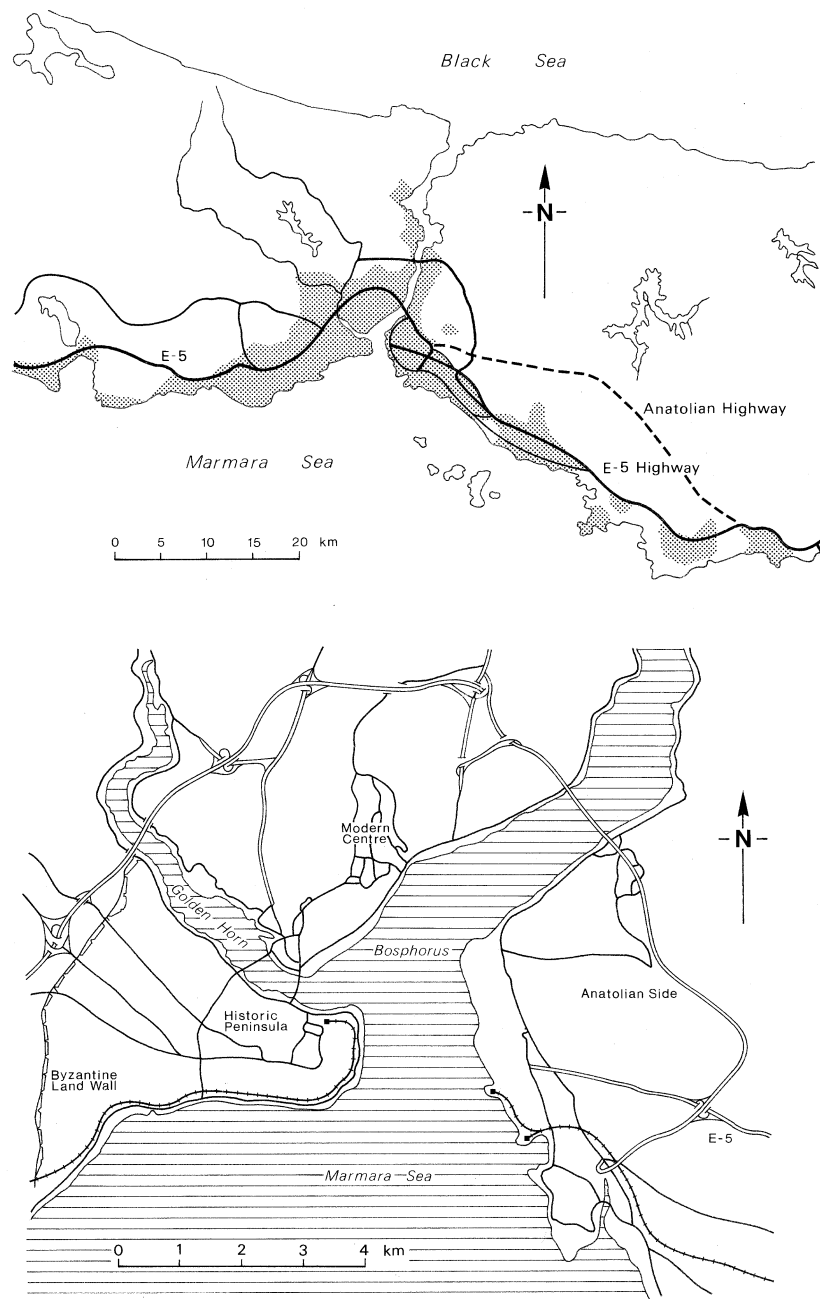 Black Sea
N
E-5
Anatolian Highway
Marmara Sea
E-5 Highway
0 5 10 15 20 km
Modern
Centre
N
Golden Horn
Bosphorus
Anatolian Side
Historic
Peninsula
Byzantine
Land Wall
E-5
Marmara Sea
0 1 2 3 4 km